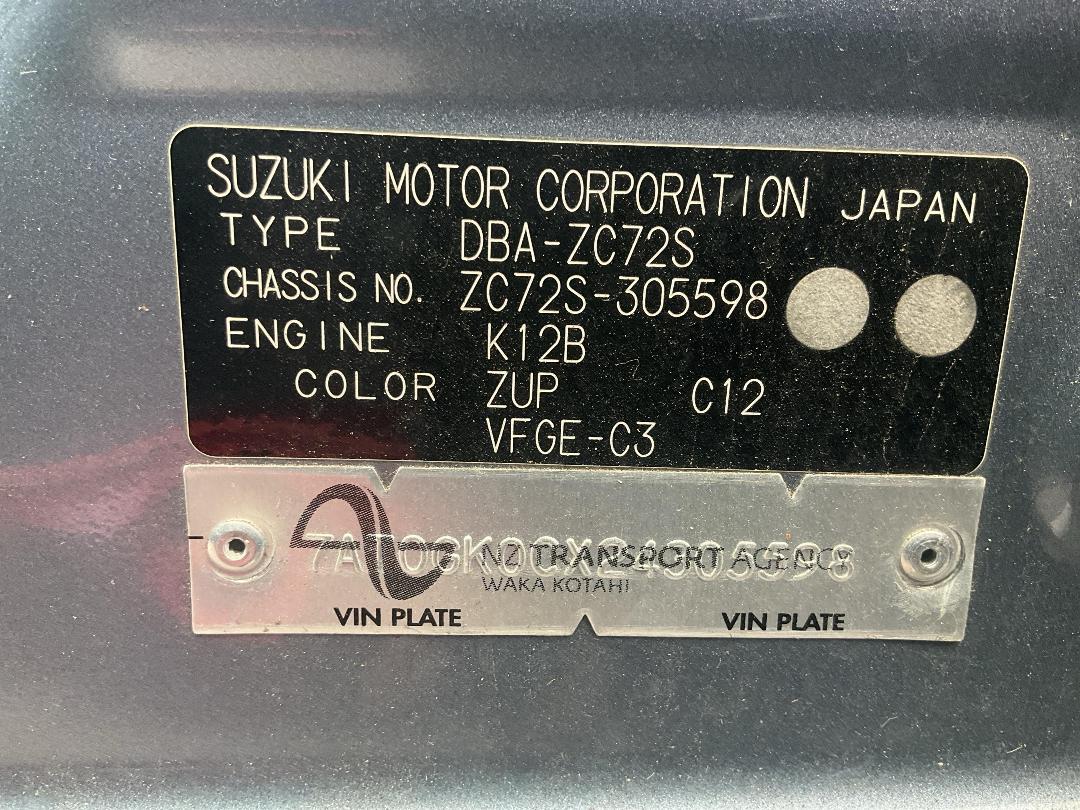 SUZUKI MOTOR CORPORATION JAPAN
TYPE DBA-ZC72S
CHASSIS NO. ZC72S-305598
ENGINE K12B
COLOR ZUP C12
VFGE-C3
NZ TRANSPORT AGENCY
WAKA KOTAHI
VIN PLATE VIN PLATE